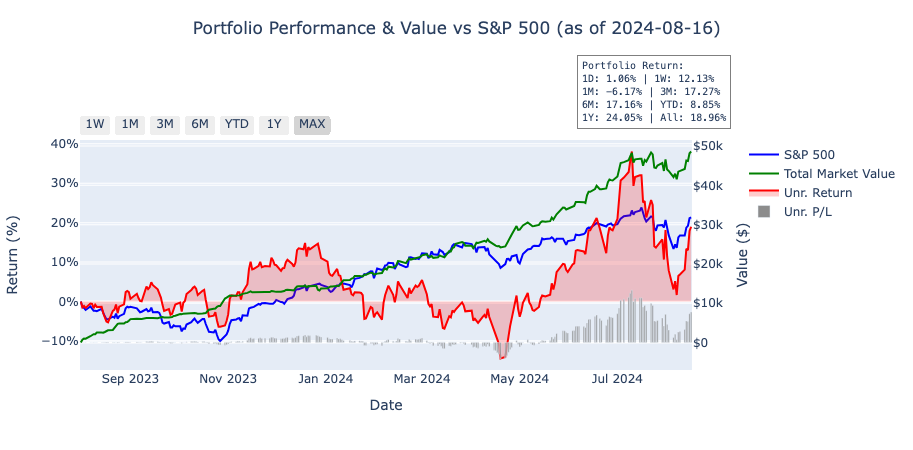 Portfolio Performance & Value vs S&P 500 (as of 2024-08-16)
Portfolio Return:
1D: 1.06% | 1W: 12.13%
1M: −6.17% | 3M: 17.27%
6M: 17.16% | YTD: 8.85%
1Y: 24.05% | All: 18.96%
1W 1M 3M 6M YTD 1Y MAX
40%
30%
20%
10%
0%
−10%
Return (%)
$50k
$40k
$30k
$20k
$10k
$0
Value ($)
S&P 500
Total Market Value
Unr. Return
Unr. P/L
Sep 2023 Nov 2023 Jan 2024 Mar 2024 May 2024 Jul 2024
Date